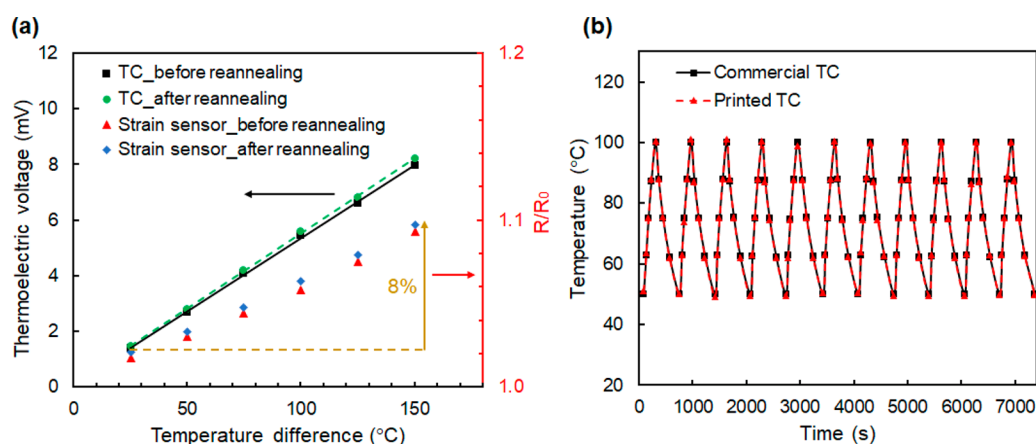 (a)
TC_before reannealing
TC_after reannealing
Strain sensor_before reannealing
Strain sensor_after reannealing
8%
Thermoelectric voltage (mV)
12
10
8
6
4
2
0
0
50
100
150
Temperature difference (°C)
1.2
1.1
1.0
R/R0
(b)
Commercial TC
Printed TC
Temperature (°C)
120
100
80
60
40
20
0
1000
2000
3000
4000
5000
6000
7000
Time (s)